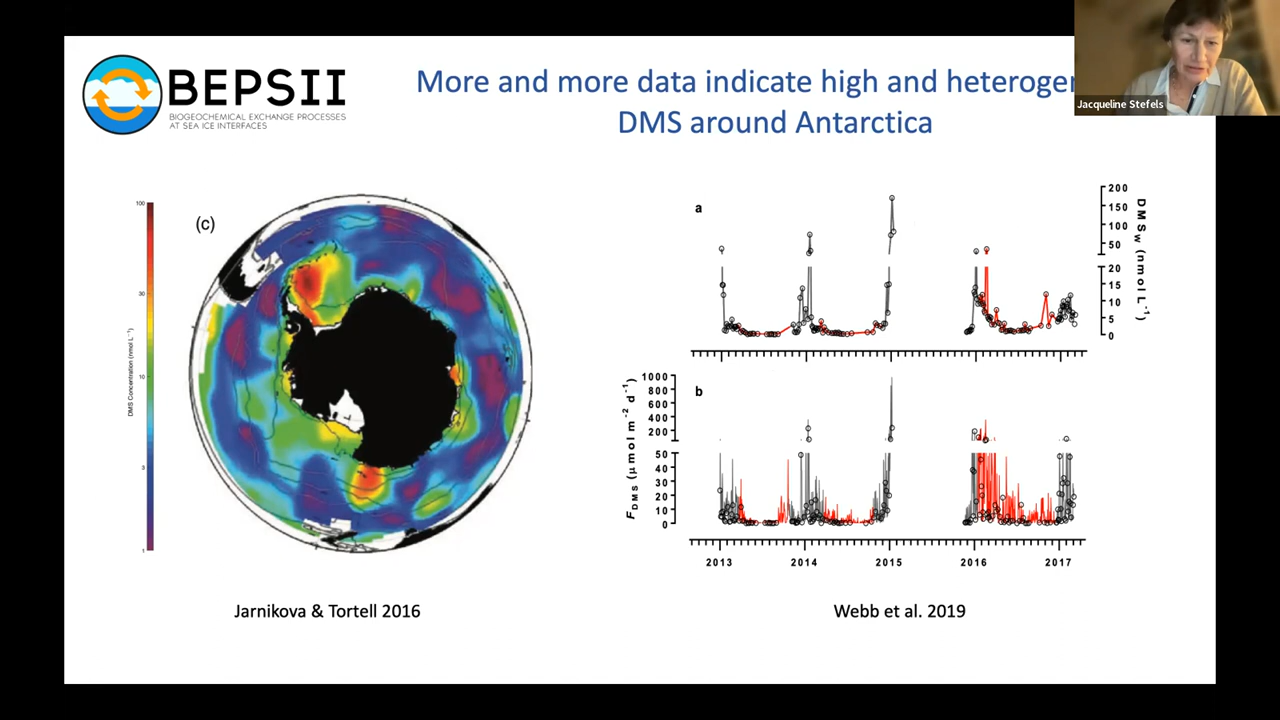 BEPSII
BIOGEOCHEMICAL EXCHANGE PROCESSES
AT SEA ICE INTERFACES
More and more data indicate high and heteroger
DMS around Antarctica
Jacqueline Stefels
(c)
100
30
10
3
1
DMS Concentration (nmol L⁻¹)
a
200
150
100
50
20
15
10
5
0
DMSw (nmol L⁻¹)
b
1000
800
600
400
200
50
40
30
20
10
0
F DMS (μmol m⁻² d⁻¹)
2013 2014 2015 2016 2017
Jarnikova & Tortell 2016
Webb et al. 2019